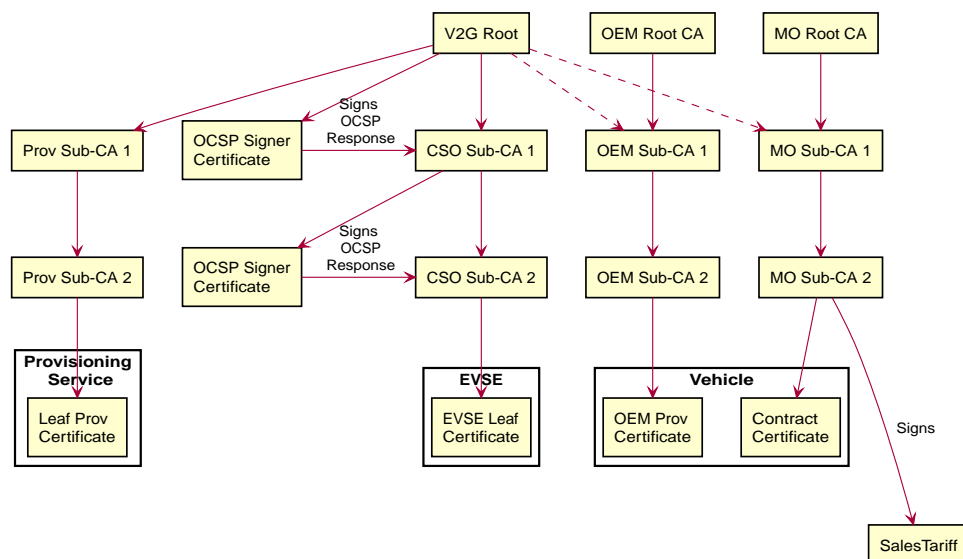 V2G Root
OEM Root CA
MO Root CA
Signs
OCSP
Response
Prov Sub-CA 1
OCSP Signer
Certificate
CSO Sub-CA 1
OEM Sub-CA 1
MO Sub-CA 1
Signs
OCSP
Response
Prov Sub-CA 2
OCSP Signer
Certificate
CSO Sub-CA 2
OEM Sub-CA 2
MO Sub-CA 2
Provisioning
Service
Leaf Prov
Certificate
EVSE
EVSE Leaf
Certificate
Vehicle
OEM Prov
Certificate
Contract
Certificate
Signs
SalesTariff